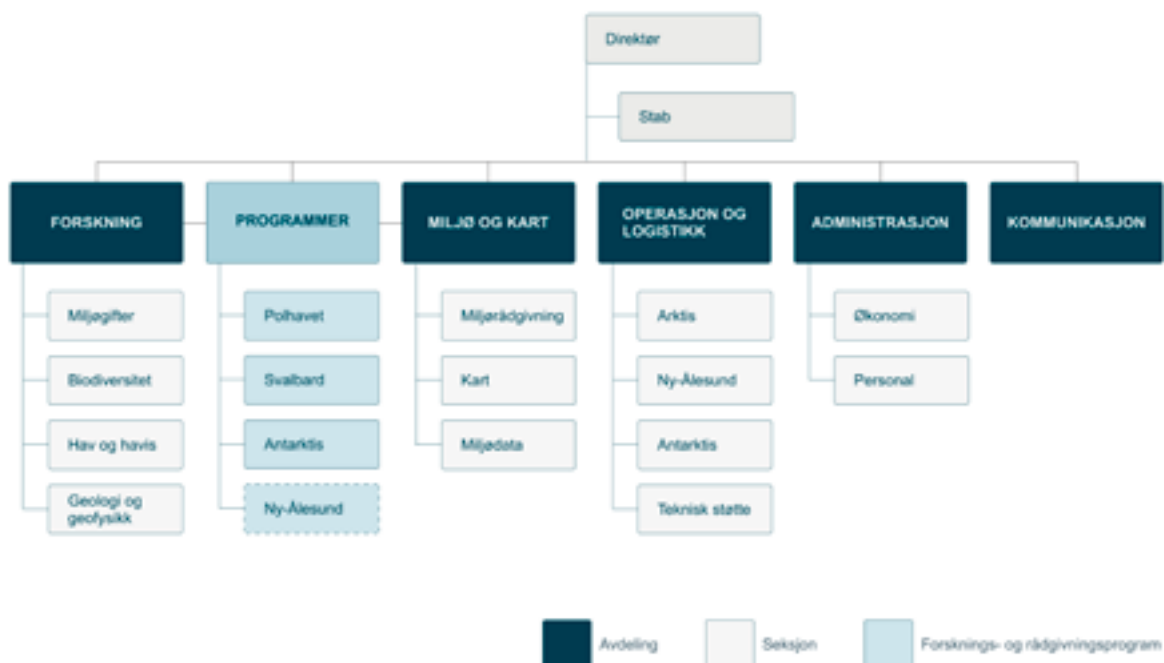 Direktør
Stab
FORSKNING
PROGRAMMER
MILJØ OG KART
OPERASJON OG
LOGISTIKK
ADMINISTRASJON
KOMMUNIKASJON
Miljøgifter
Biodiversitet
Hav og havis
Geologi og
geofysikk
Polhavet
Svalbard
Antarktis
Ny-Ålesund
Miljørådgivning
Kart
Miljødata
Arktis
Ny-Ålesund
Antarktis
Teknisk støtte
Økonomi
Personal
Avdeling
Seksjon
Forsknings- og rådgivningsprogram